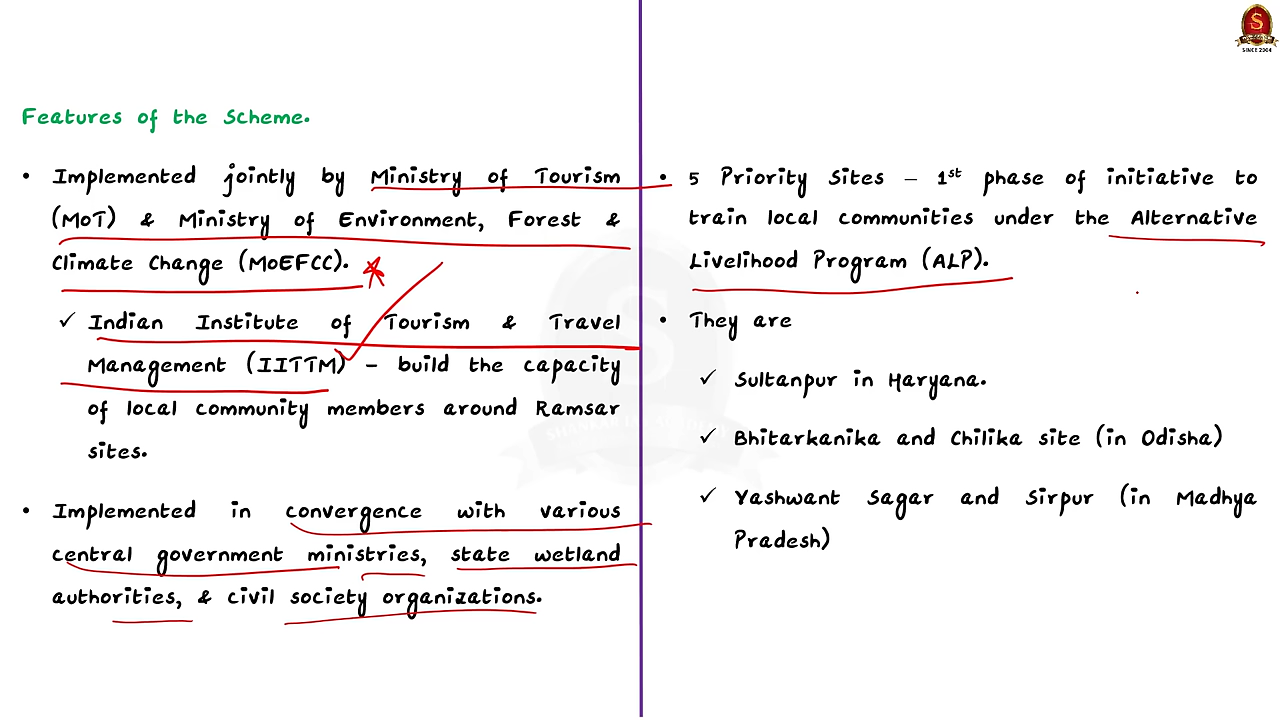 Features of the Scheme.
• Implemented jointly by Ministry of Tourism
(MoT) & Ministry of Environment, Forest &
Climate Change (MoEFCC).
✓ Indian Institute of Tourism & Travel
Management (IITTM) – build the capacity
of local community members around Ramsar
sites.
• Implemented in convergence with various
central government ministries, state wetland
authorities, & civil society organizations.
• 5 Priority Sites – 1st phase of initiative to
train local communities under the Alternative
Livelihood Program (ALP).
• They are
✓ Sultanpur in Haryana.
✓ Bhitarkanika and Chilika site (in Odisha)
✓ Yashwant Sagar and Sirpur (in Madhya
Pradesh)
S
SINCE 2004